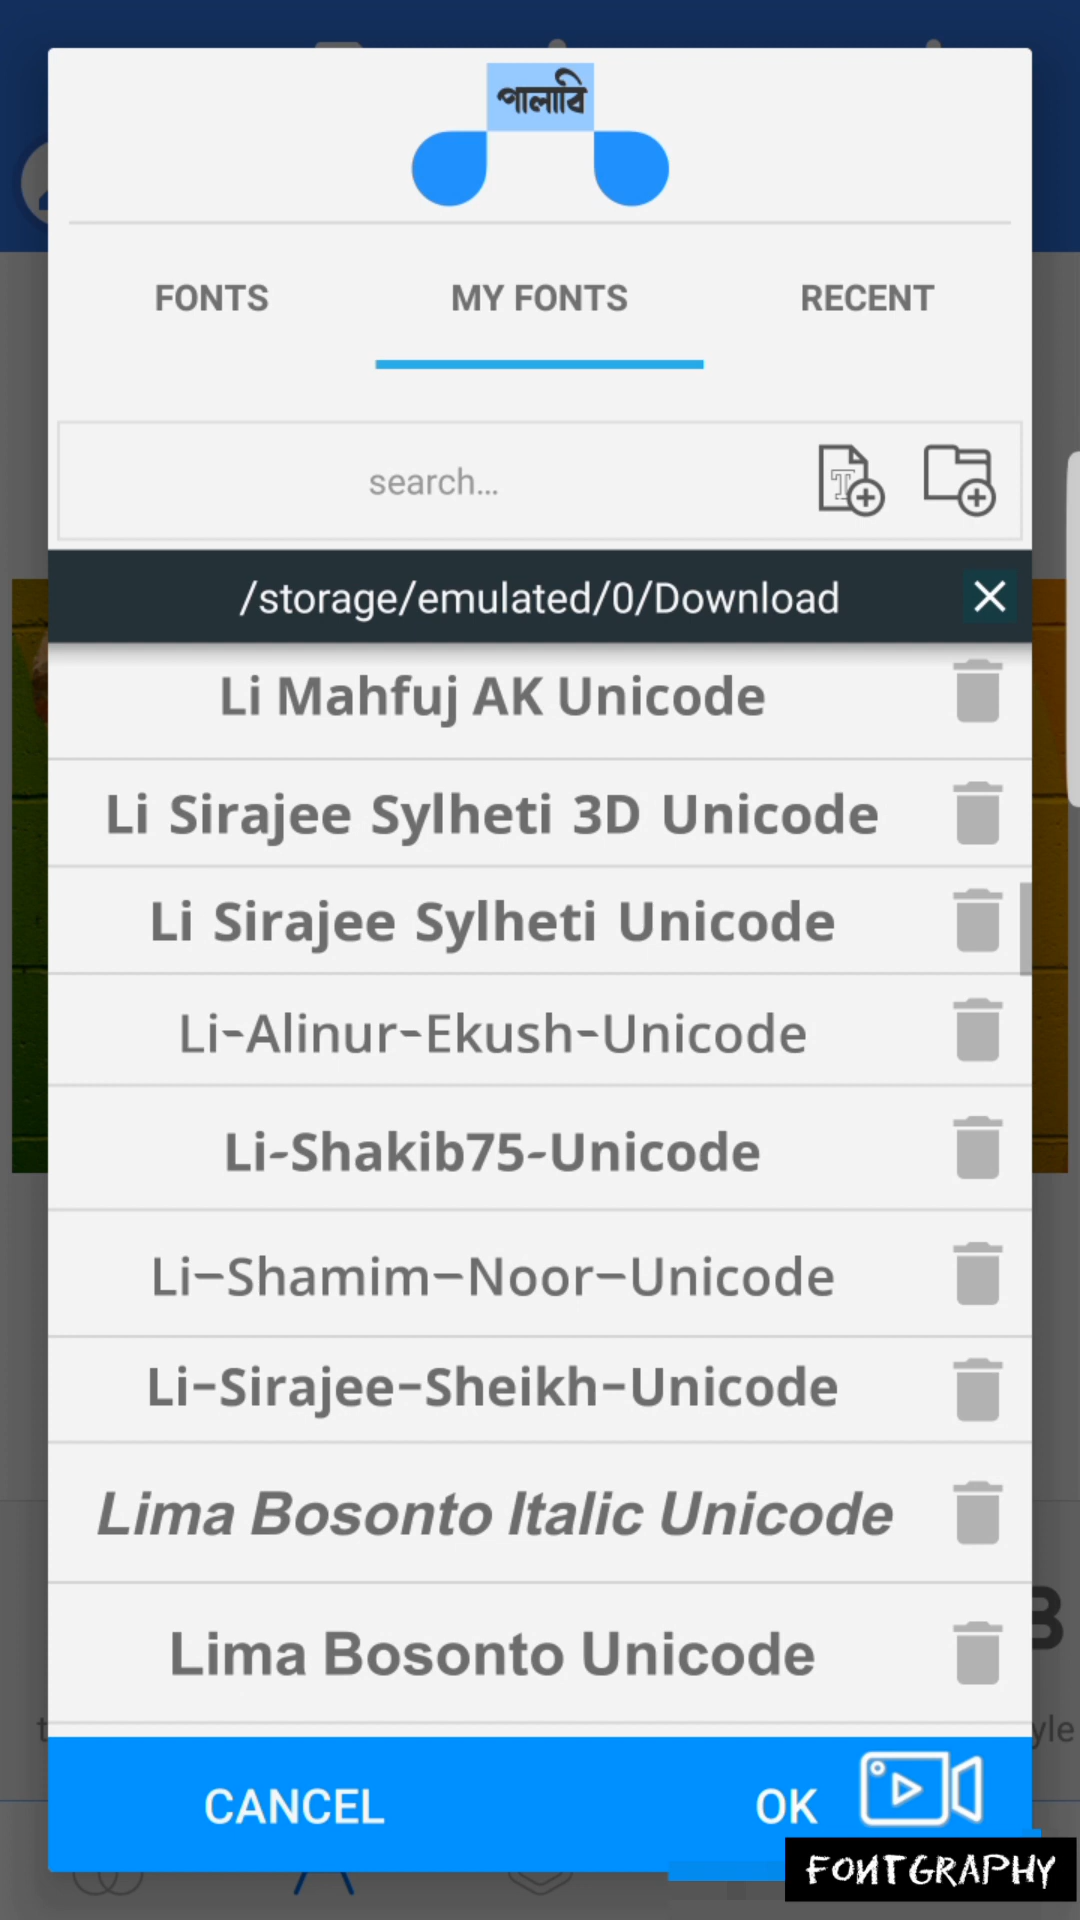 পালাবি
FONTS MY FONTS RECENT
search...
/storage/emulated/0/Download
Li Mahfuj AK Unicode
Li Sirajee Sylheti 3D Unicode
Li Sirajee Sylheti Unicode
Li-Alinur-Ekush-Unicode
Li-Shakib75-Unicode
Li-Shamim-Noor-Unicode
Li-Sirajee-Sheikh-Unicode
Lima Bosonto Italic Unicode
Lima Bosonto Unicode
CANCEL OK
FONTGRAPHY